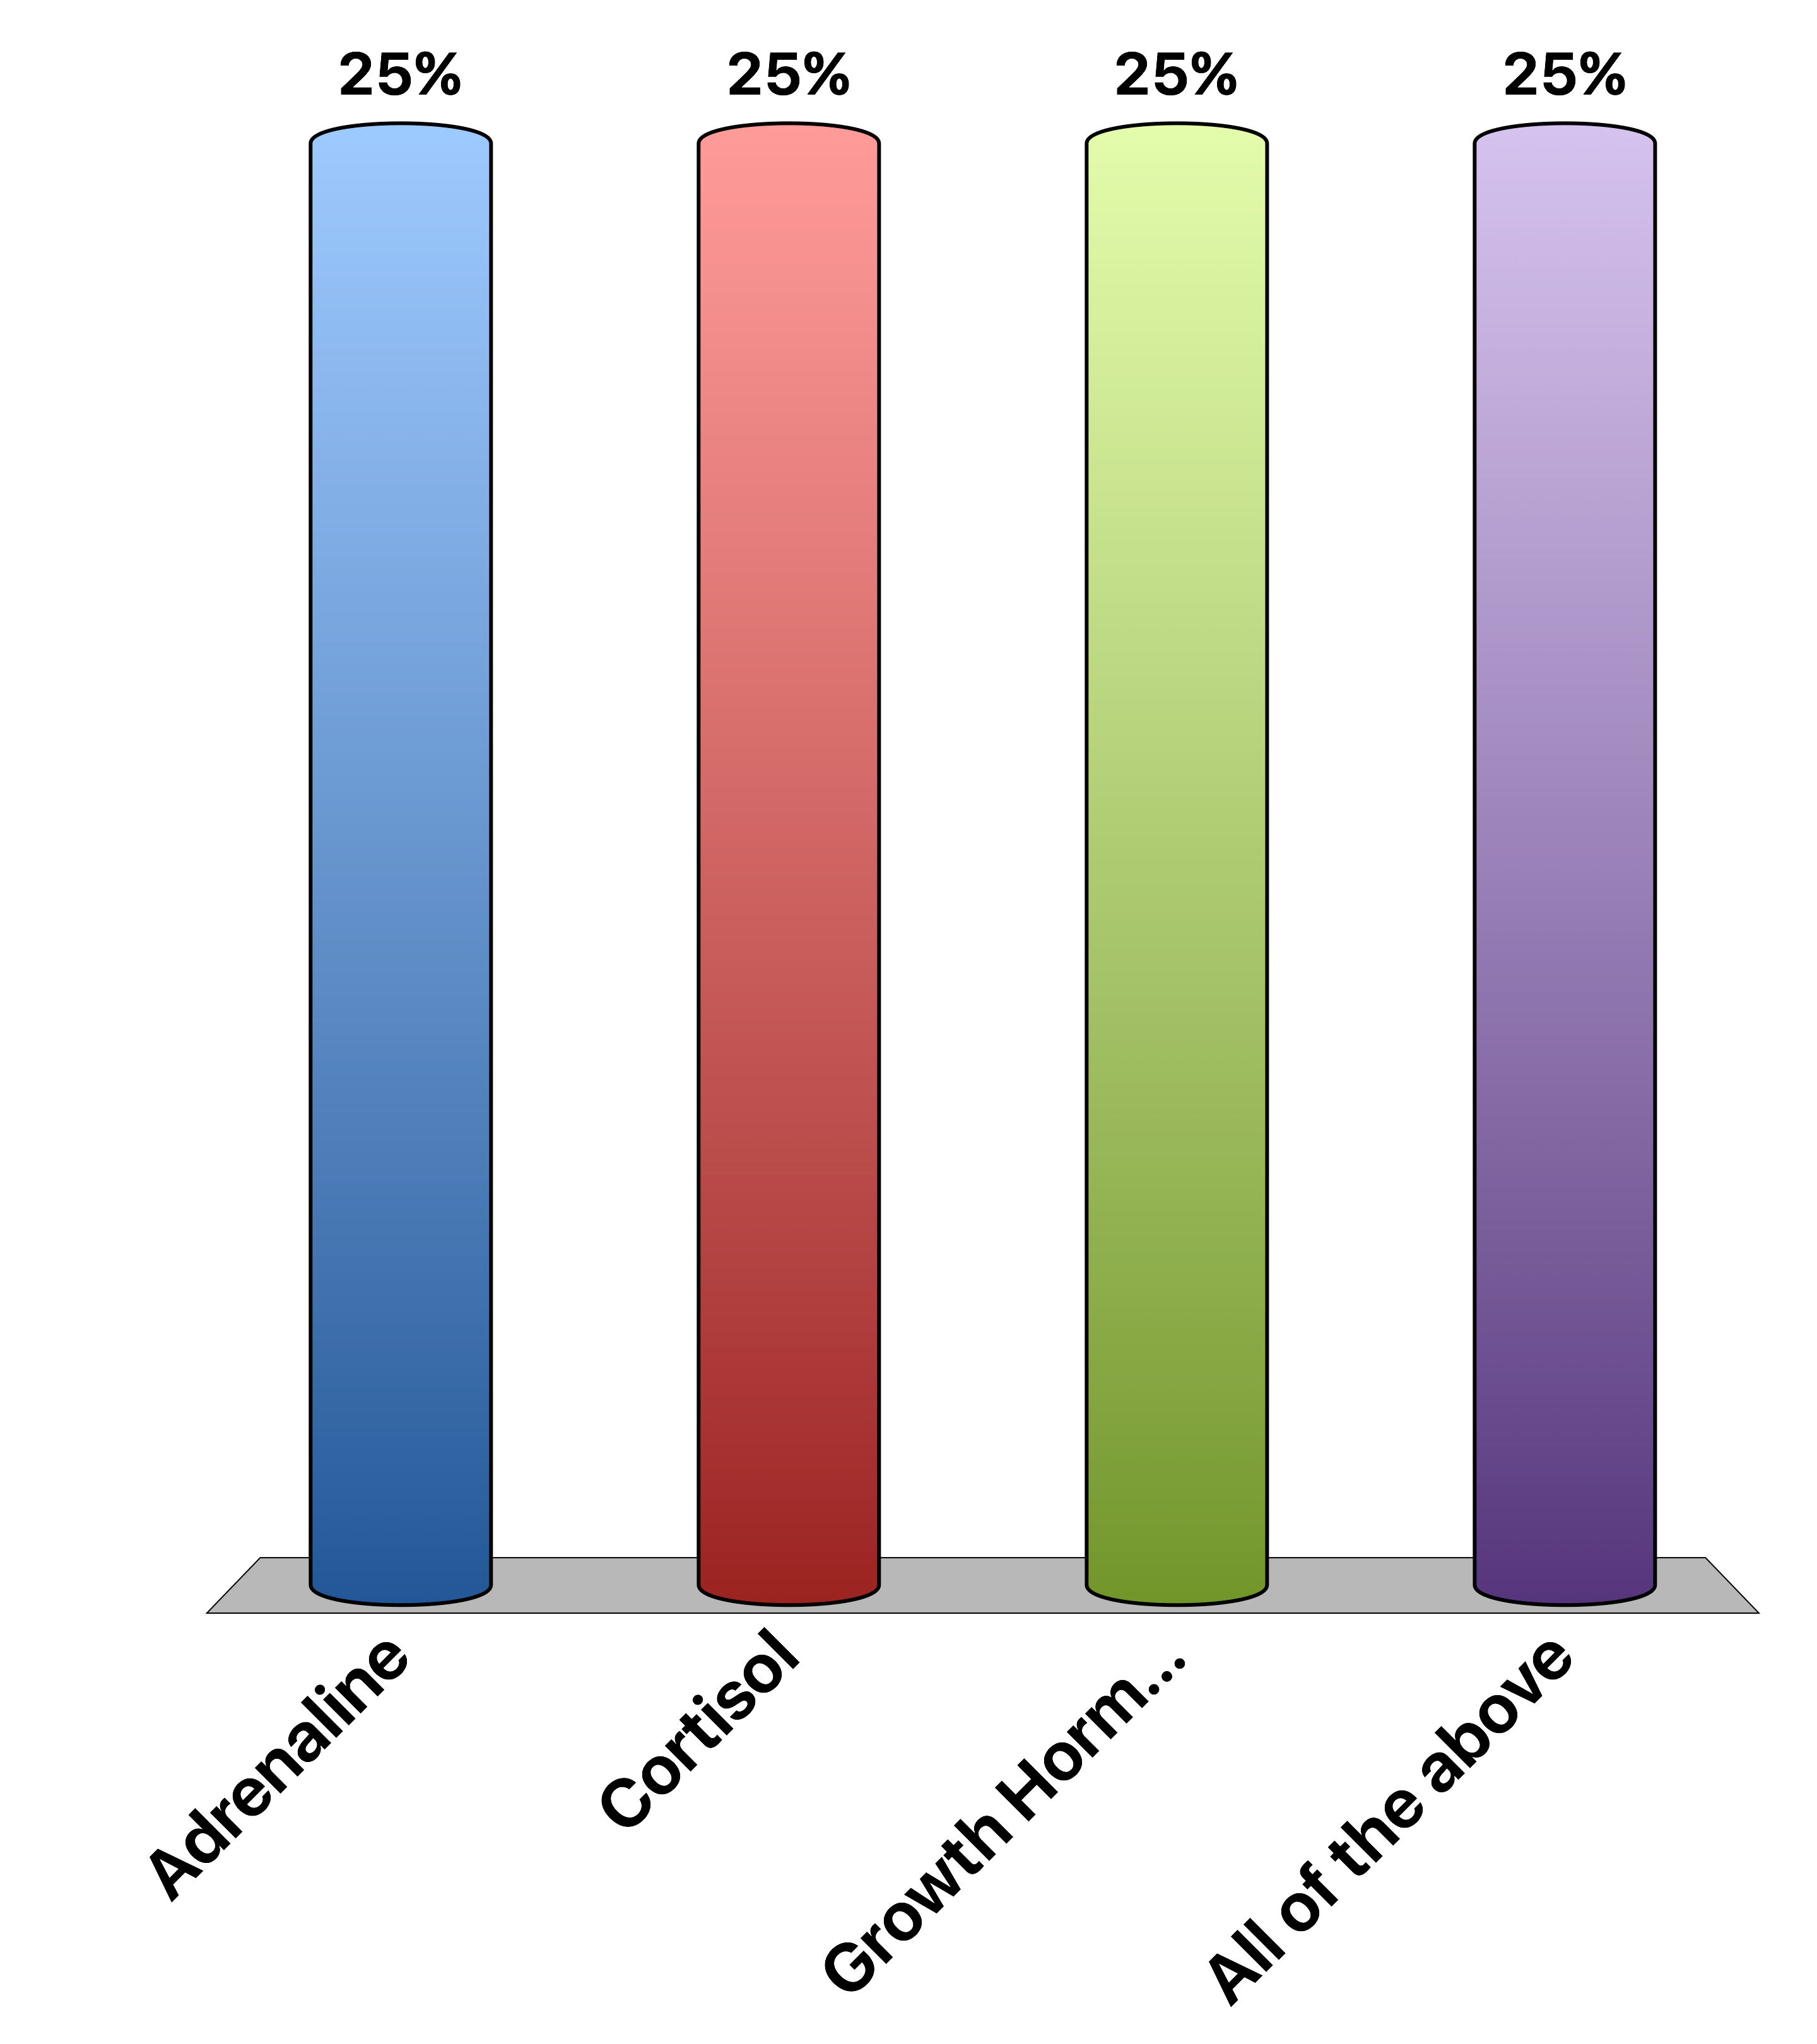 25% 25% 25% 25%
Adrenaline
Cortisol
Growth Horm...
All of the above